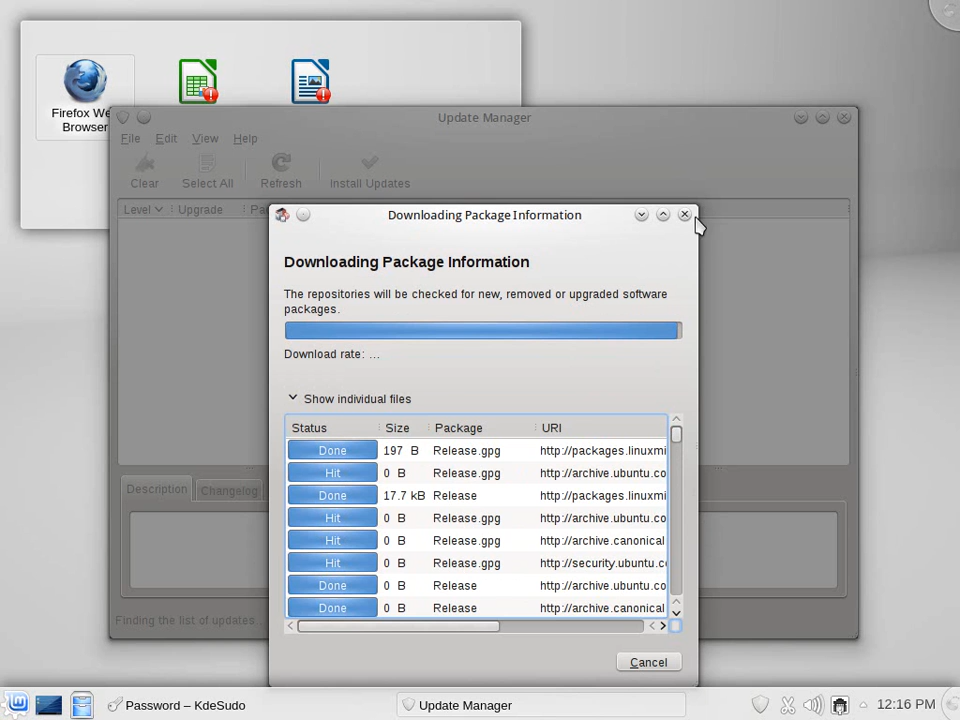 Firefox We
Browser
Update Manager
File Edit View Help
Clear Select All Refresh Install Updates
Level Upgrade Pa
Downloading Package Information
Downloading Package Information
The repositories will be checked for new, removed or upgraded software
packages.
Download rate: ...
Show individual files
Status Size Package URI
Done 197 B Release.gpg http://packages.linuxmi
Hit 0 B Release.gpg http://archive.ubuntu.co
Done 17.7 kB Release http://packages.linuxmi
Hit 0 B Release.gpg http://archive.ubuntu.co
Hit 0 B Release.gpg http://archive.canonical
Hit 0 B Release.gpg http://security.ubuntu.c
Done 0 B Release http://archive.ubuntu.co
Done 0 B Release http://archive.canonical
Description Changelog
Finding the list of updates...
Cancel
Password – KdeSudo
Update Manager
12:16 PM